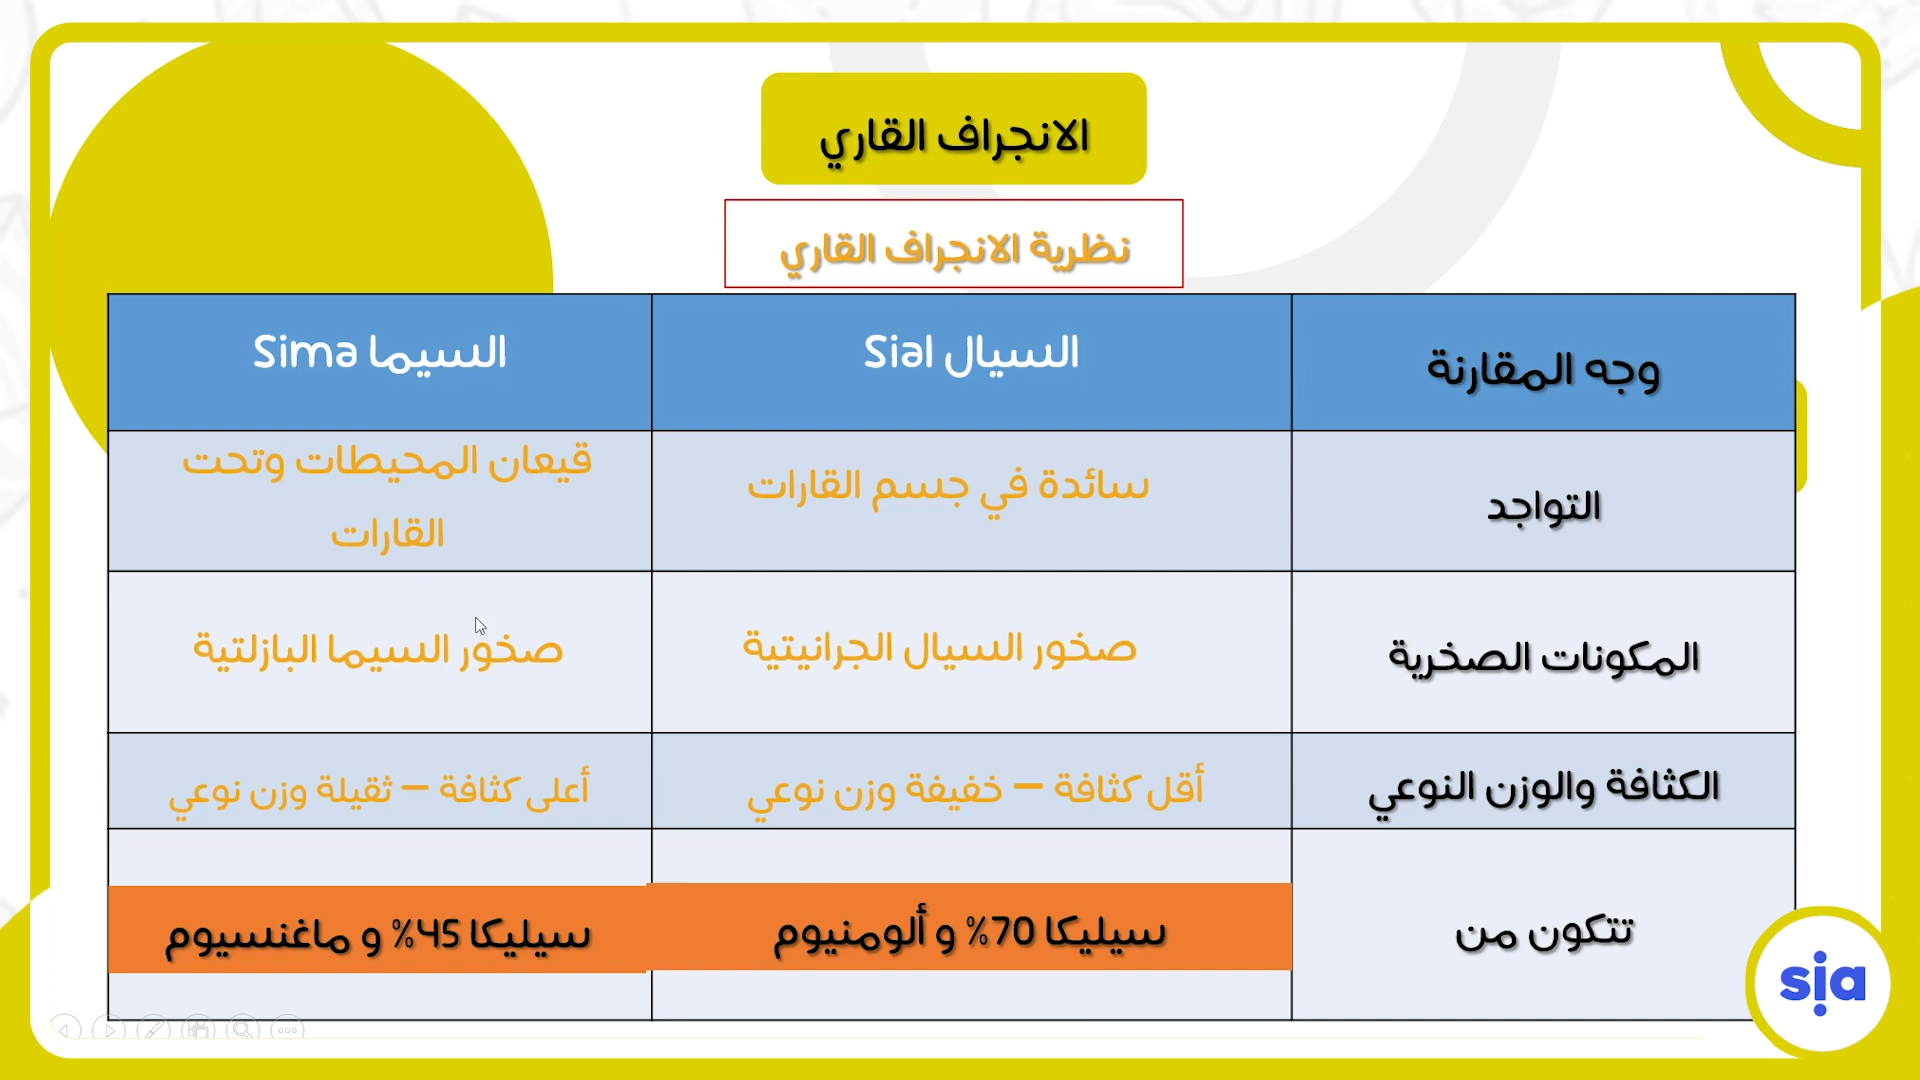 الانجراف القاري
نظرية الانجراف القاري
وجه المقارنة
السيال Sial
السيما Sima
التواجد
سائدة في جسم القارات
قيعان المحيطات وتحت
القارات
المكونات الصخرية
صخور السيال الجرانيتية
صخور السيما البازلتية
الكثافة والوزن النوعي
أقل كثافة – خفيفة وزن نوعي
أعلى كثافة – ثقيلة وزن نوعي
تتكون من
سيليكا 70% و ألومنيوم
سيليكا 45% و ماغنسيوم
sia